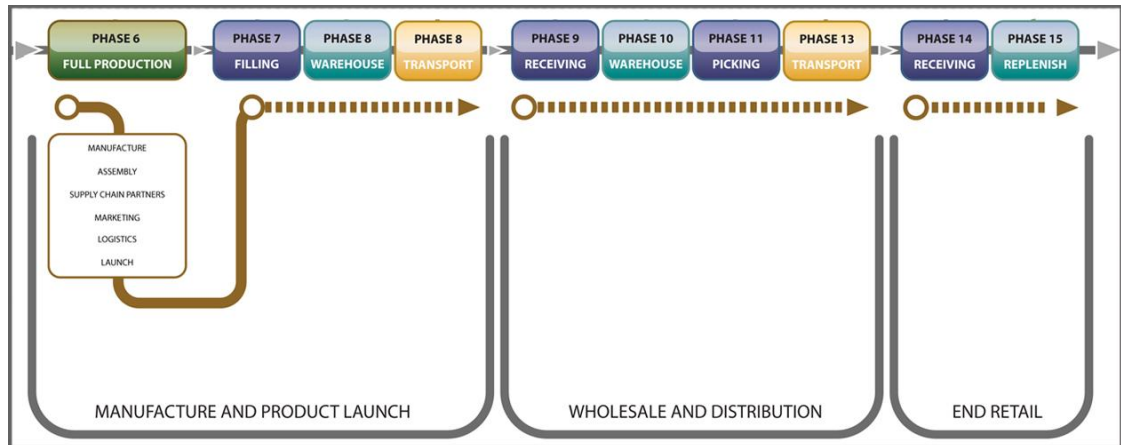 PHASE 6
FULL PRODUCTION
PHASE 7
FILLING
PHASE 8
WAREHOUSE
PHASE 8
TRANSPORT
PHASE 9
RECEIVING
PHASE 10
WAREHOUSE
PHASE 11
PICKING
PHASE 13
TRANSPORT
PHASE 14
RECEIVING
PHASE 15
REPLENISH
MANUFACTURE
ASSEMBLY
SUPPLY CHAIN PARTNERS
MARKETING
LOGISTICS
LAUNCH
MANUFACTURE AND PRODUCT LAUNCH
WHOLESALE AND DISTRIBUTION
END RETAIL